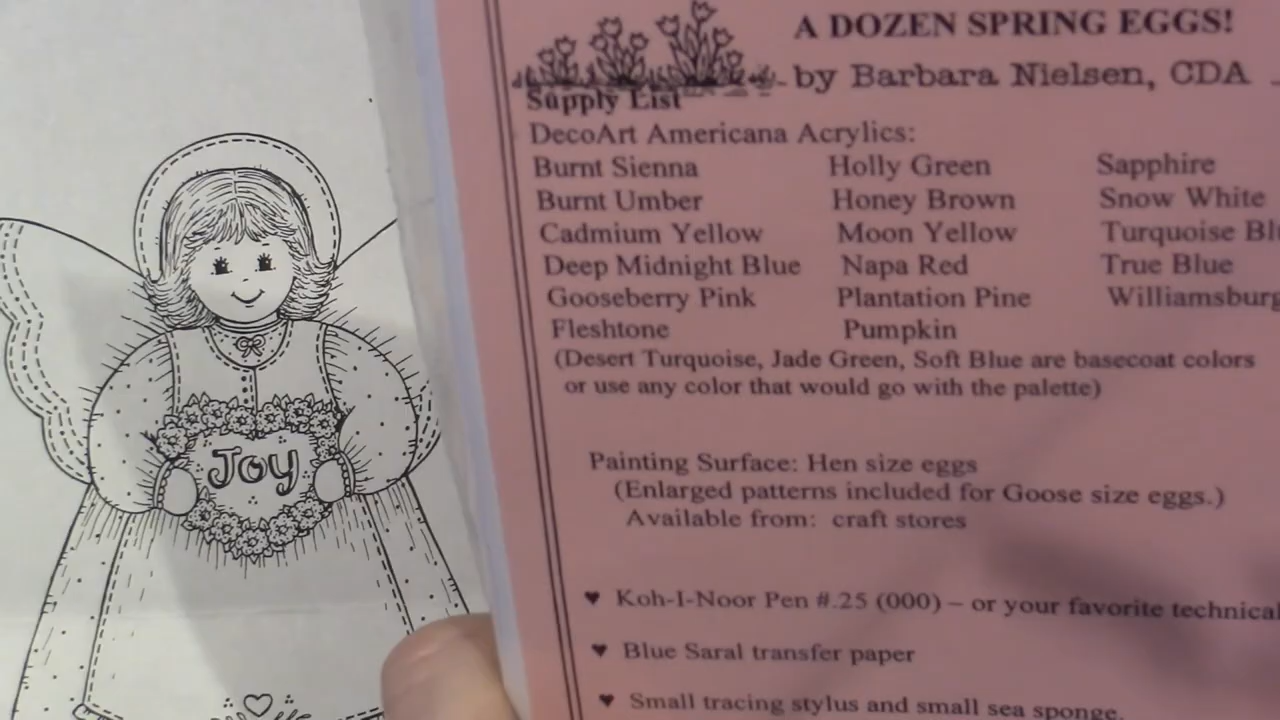 Joy
A DOZEN SPRING EGGS!
by Barbara Nielsen, CDA
Supply List
DecoArt Americana Acrylics:
Burnt Sienna Holly Green Sapphire
Burnt Umber Honey Brown Snow White
Cadmium Yellow Moon Yellow Turquoise
Deep Midnight Blue Napa Red True Blue
Gooseberry Pink Plantation Pine Williamsburg
Fleshtone Pumpkin
(Desert Turquoise, Jade Green, Soft Blue are basecoat colors
or use any color that would go with the palette)
Painting Surface: Hen size eggs
(Enlarged patterns included for Goose size eggs.)
Available from: craft stores
♥ Koh-I-Noor Pen #.25 (000) – or your favorite technical
♥ Blue Saral transfer paper
♥ Small tracing stylus and small sea sponge.